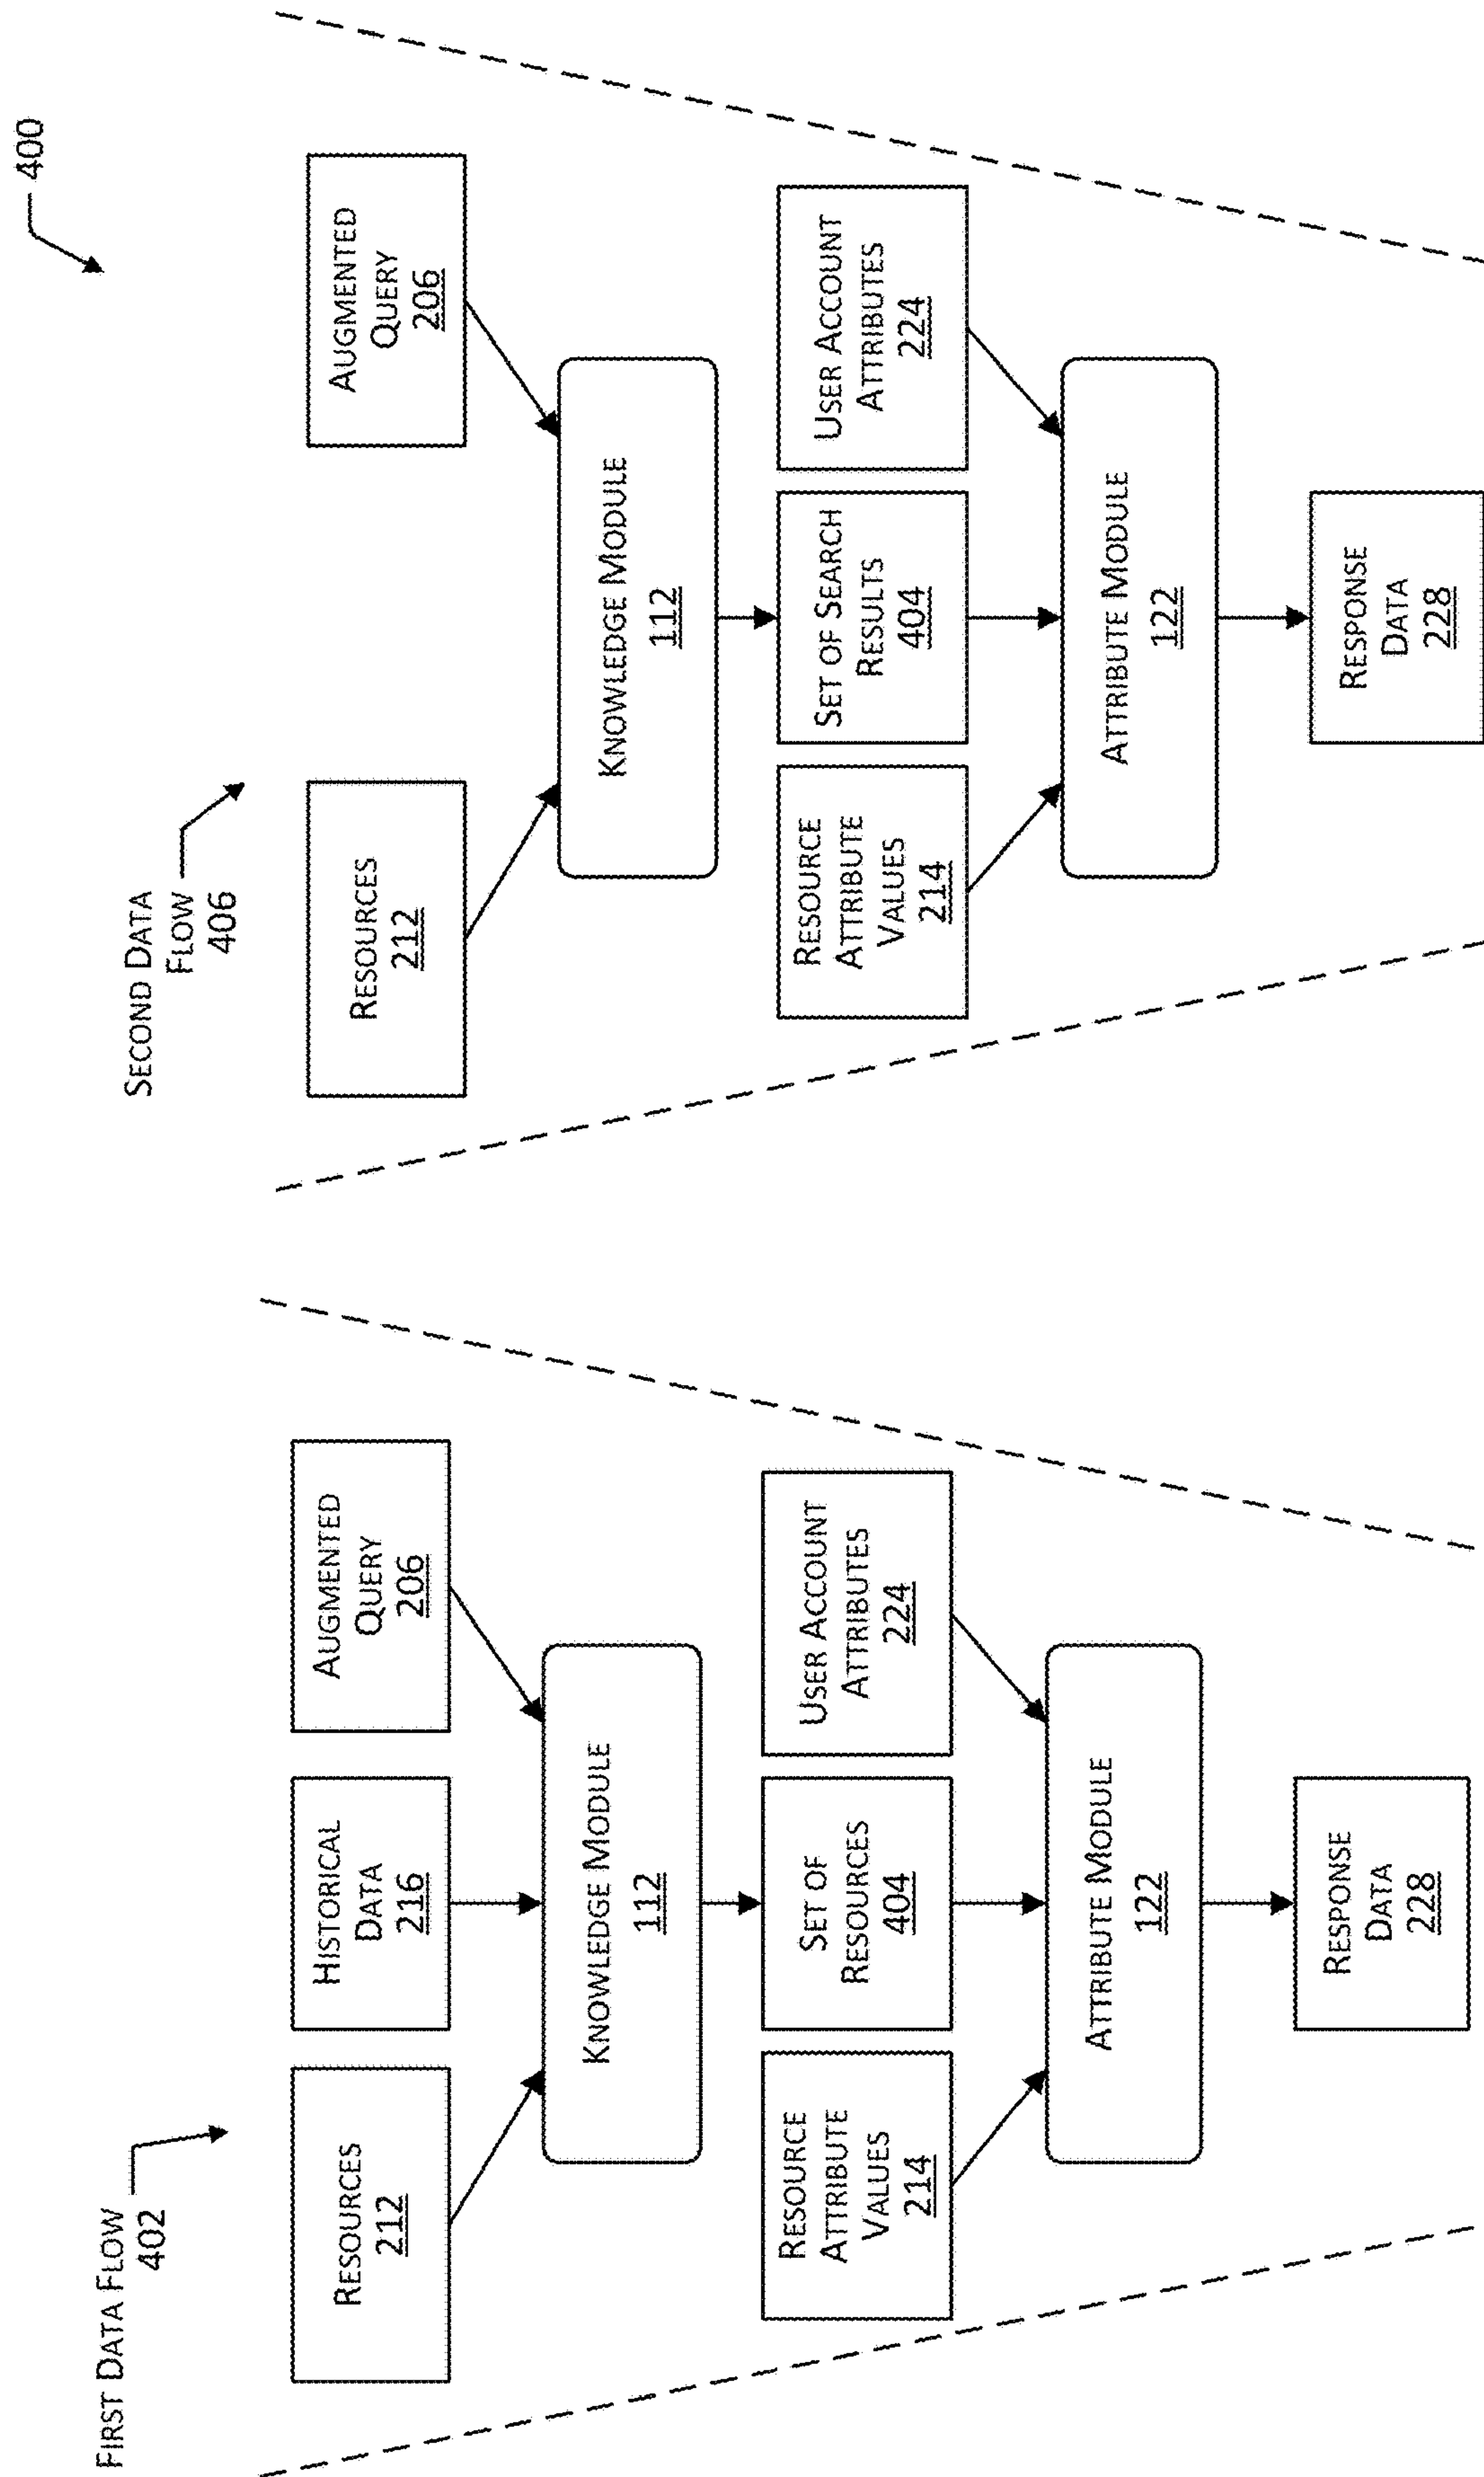 400
FIRST DATA FLOW
402
RESOURCES
212
HISTORICAL
DATA
216
AUGMENTED
QUERY
206
KNOWLEDGE MODULE
112
RESOURCE
ATTRIBUTE
VALUES
214
SET OF
RESOURCES
404
USER ACCOUNT
ATTRIBUTES
224
ATTRIBUTE MODULE
122
RESPONSE
DATA
228
SECOND DATA
FLOW
406
RESOURCES
212
AUGMENTED
QUERY
206
KNOWLEDGE MODULE
112
RESOURCE
ATTRIBUTE
VALUES
214
SET OF SEARCH
RESULTS
404
USER ACCOUNT
ATTRIBUTES
224
ATTRIBUTE MODULE
122
RESPONSE
DATA
228